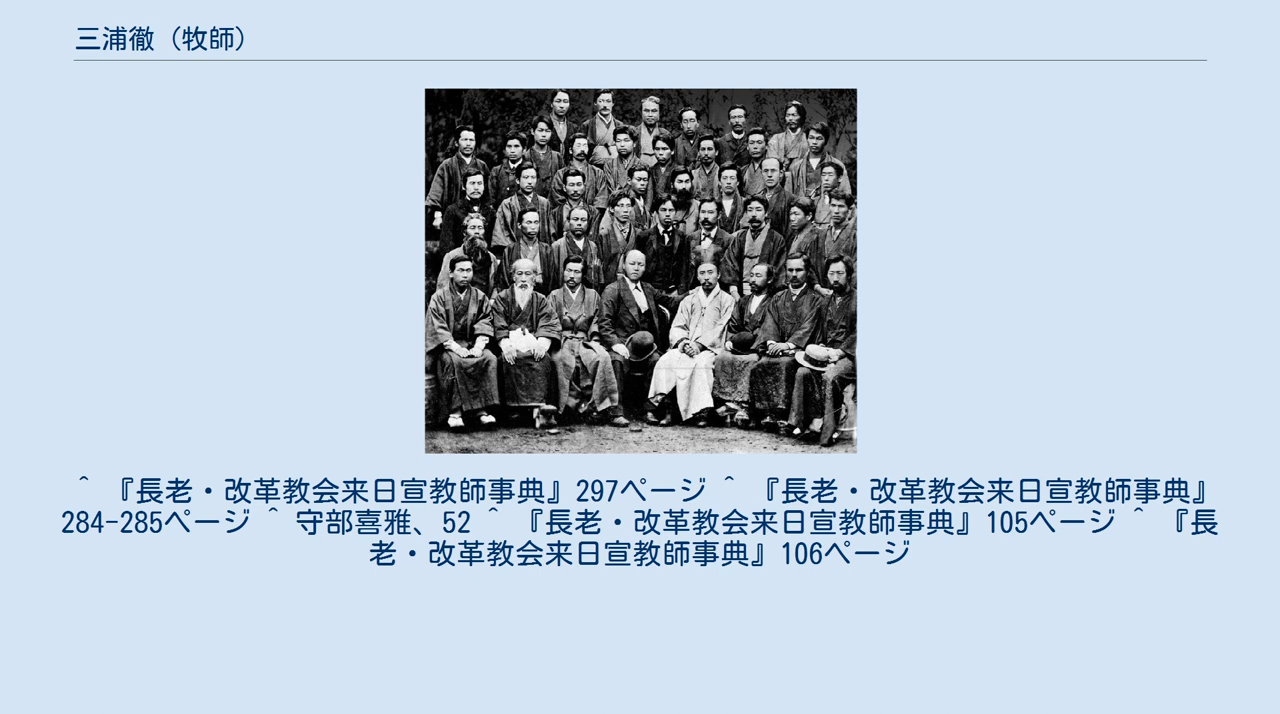 三浦徹（牧師）
^ 『長老・改革教会来日宣教師事典』297ページ ^ 『長老・改革教会来日宣教師事典』
284-285ページ ^ 守部喜雅、52 ^ 『長老・改革教会来日宣教師事典』105ページ ^ 『長
老・改革教会来日宣教師事典』106ページ